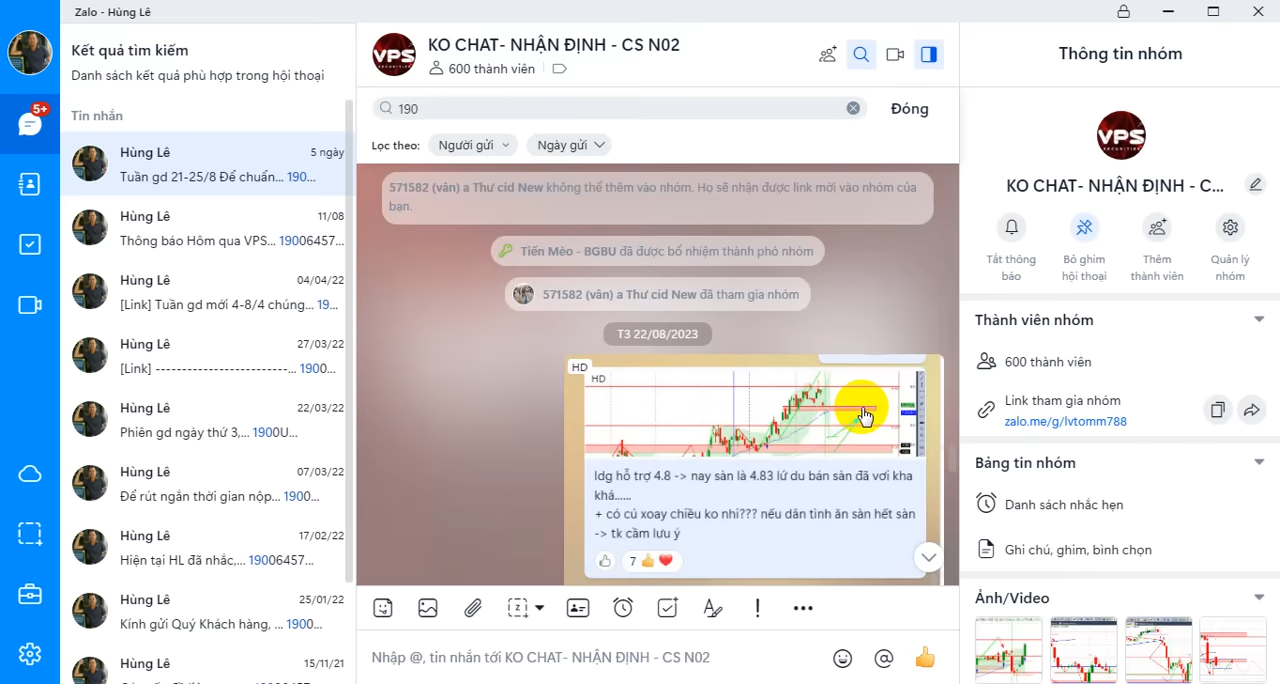 Zalo - Hùng Lê
5+
Kết quả tìm kiếm
Danh sách kết quả phù hợp trong hội thoại
Tin nhắn
Hùng Lê
5 ngày
Tuần gd 21-25/8 Để chuẩn... 190...
Hùng Lê
11/08
Thông báo Hôm qua VPS... 19006457...
Hùng Lê
04/04/22
[Link] Tuần gd mới 4-8/4 chúng... 19...
Hùng Lê
27/03/22
[Link] -------------------------... 1900...
Hùng Lê
22/03/22
Phiên gd ngày thứ 3,... 1900U...
Hùng Lê
07/03/22
Để rút ngắn thời gian nộp... 1900...
Hùng Lê
17/02/22
Hiện tại HL đã nhắc,... 19006457...
Hùng Lê
25/01/22
Kính gửi Quý Khách hàng, ... 1900...
Hùng Lê
15/11/21
VPS
SECURITIES
KO CHAT- NHẬN ĐỊNH - CS N02
600 thành viên
190
Đóng
Lọc theo:
Người gửi
Ngày gửi
571582 (vân) a Thư cid New không thể thêm vào nhóm. Họ sẽ nhận được link mời vào nhóm của
bạn.
Tiến Mèo - BGBU đã được bổ nhiệm thành phó nhóm
571582 (vân) a Thư cid New đã tham gia nhóm
T3 22/08/2023
HD
HD
ldg hỗ trợ 4.8 -> nay sàn là 4.83 lứ du bán sàn đã vơi kha
khá......
+ có cú xoay chiều ko nhỉ??? nếu dân tình ăn sàn hết sàn
-> tk cầm lưu ý
7
Nhập @, tin nhắn tới KO CHAT- NHẬN ĐỊNH - CS N02
Thông tin nhóm
VPS
SECURITIES
KO CHAT- NHẬN ĐỊNH - C...
Tắt thông
báo
Bỏ ghim
hội thoại
Thêm
thành viên
Quản lý
nhóm
Thành viên nhóm
600 thành viên
Link tham gia nhóm
zalo.me/g/lvtomm788
Bảng tin nhóm
Danh sách nhắc hẹn
Ghi chú, ghim, bình chọn
Ảnh/Video